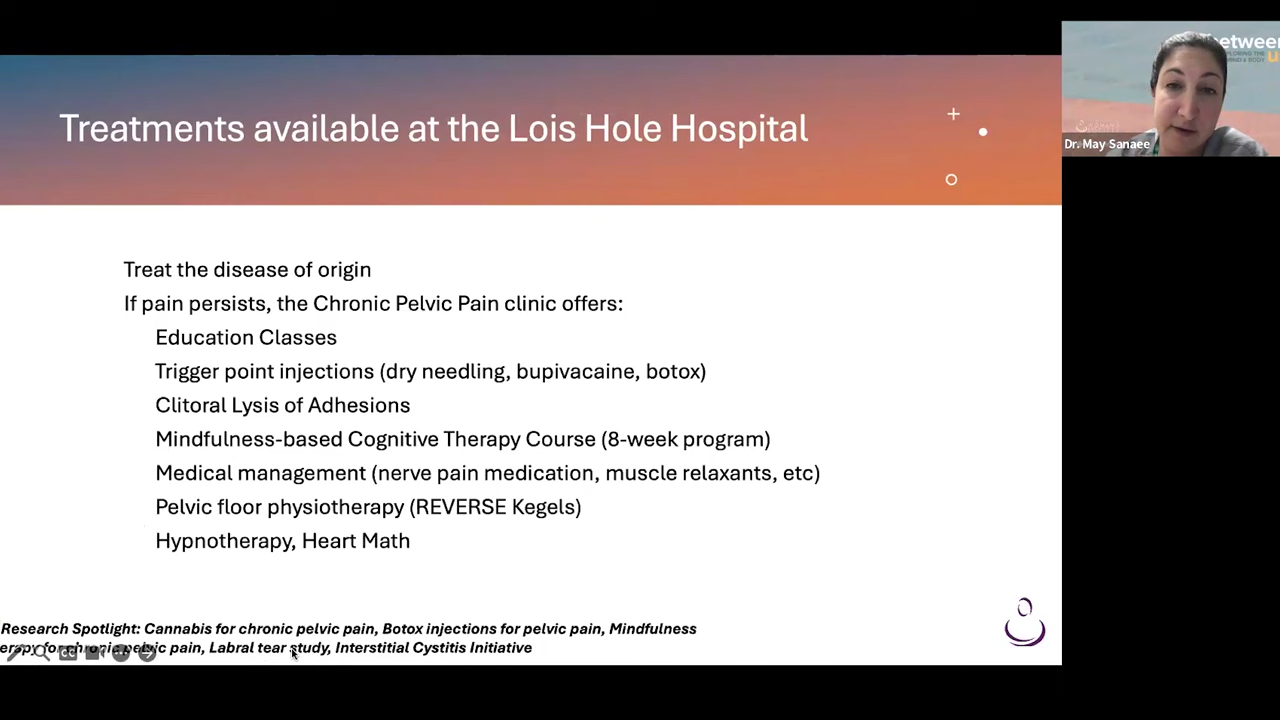 Treatments available at the Lois Hole Hospital
Treat the disease of origin
If pain persists, the Chronic Pelvic Pain clinic offers:
Education Classes
Trigger point injections (dry needling, bupivacaine, botox)
Clitoral Lysis of Adhesions
Mindfulness-based Cognitive Therapy Course (8-week program)
Medical management (nerve pain medication, muscle relaxants, etc)
Pelvic floor physiotherapy (REVERSE Kegels)
Hypnotherapy, Heart Math
Research Spotlight: Cannabis for chronic pelvic pain, Botox injections for pelvic pain, Mindfulness
for chronic pelvic pain, Labral tear study, Interstitial Cystitis Initiative
Dr. May Sanaee